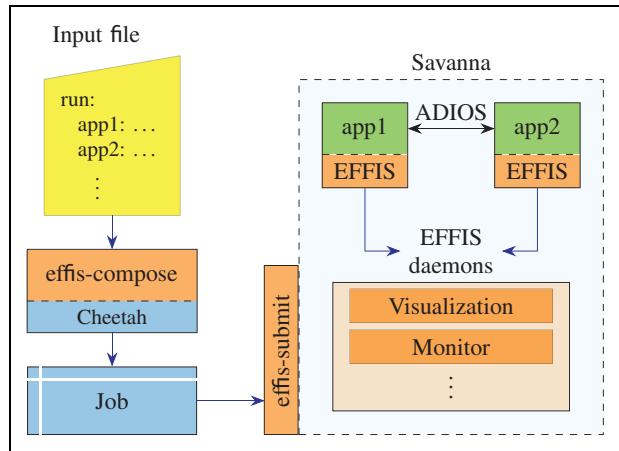 Input file
run:
app1: ...
app2: ...
⋮
effis-compose
Cheetah
Job
effis-submit
Savanna
app1
ADIOS
app2
EFFIS
EFFIS
EFFIS
daemons
Visualization
Monitor
⋮